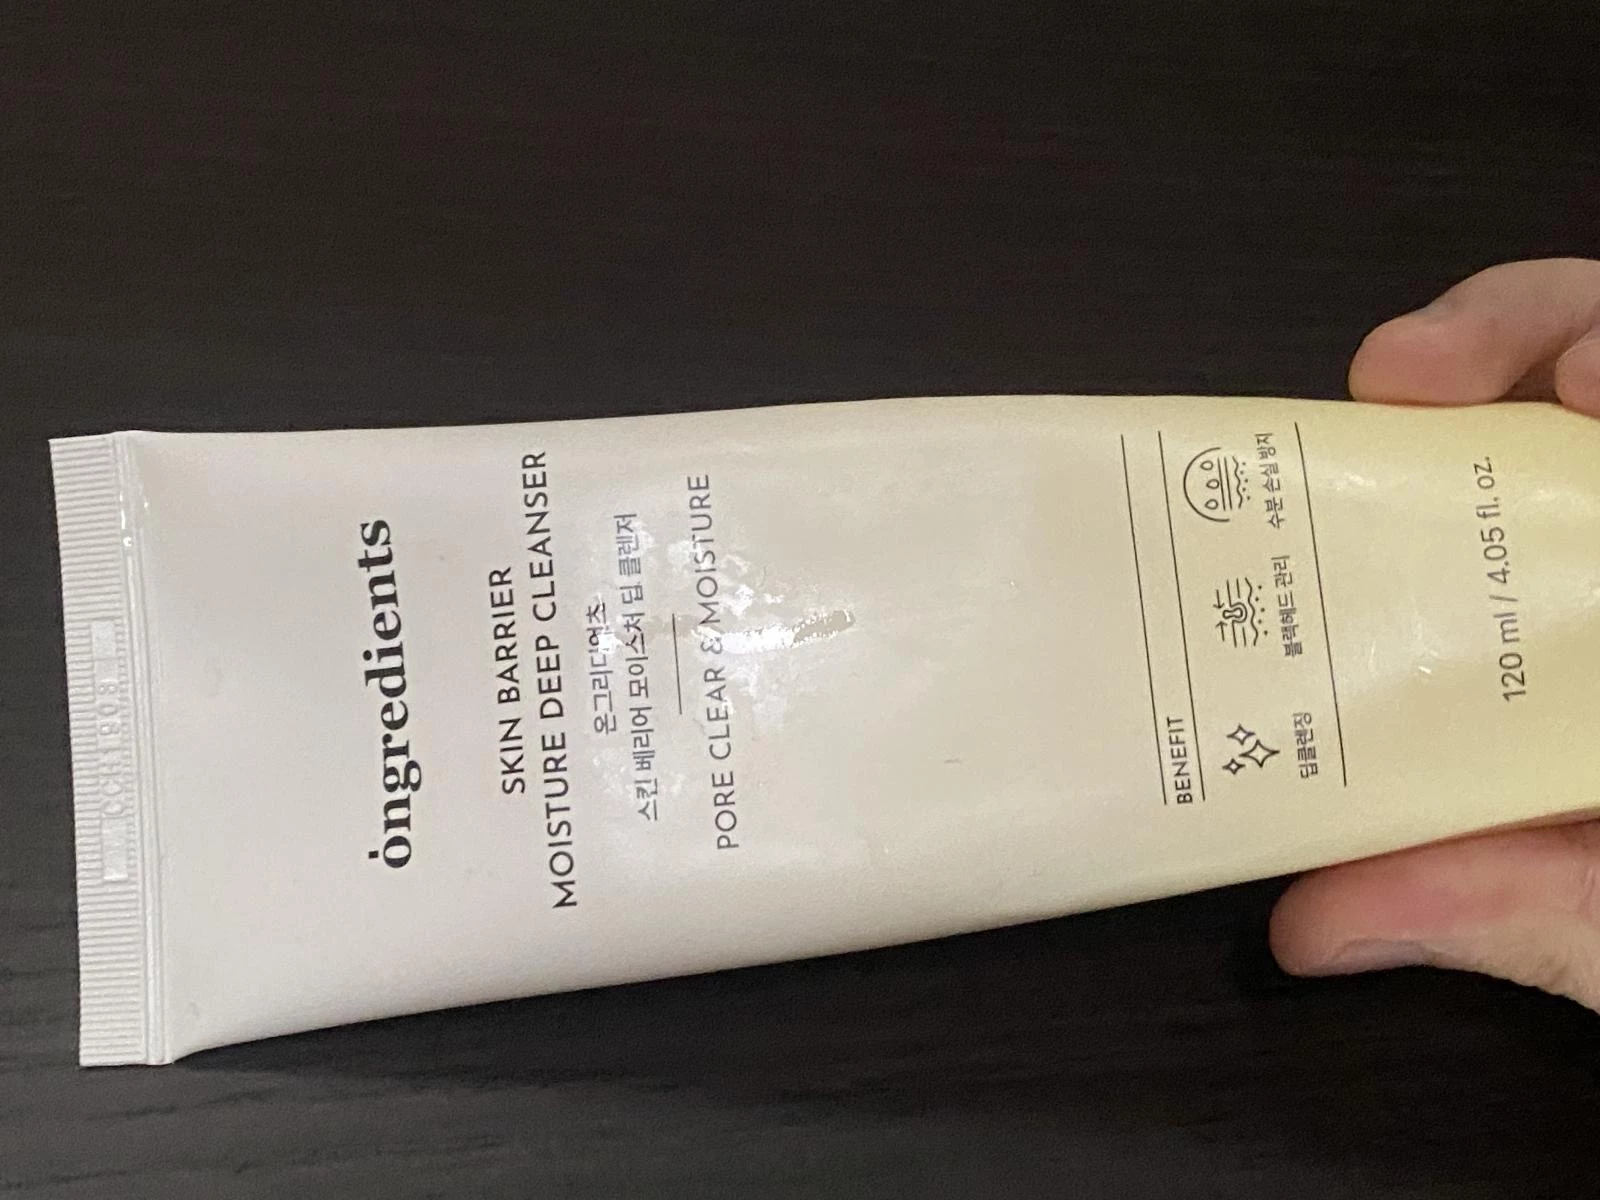 ongredients
SKIN BARRIER
MOISTURE DEEP CLEANSER
온그리디언츠
스킨 베리어 모이스처 딥 클렌저
PORE CLEAR & MOISTURE
BENEFIT
딥클렌징
블랙헤드 관리
수분 손실 방지
120 ml / 4.05 fl. oz.